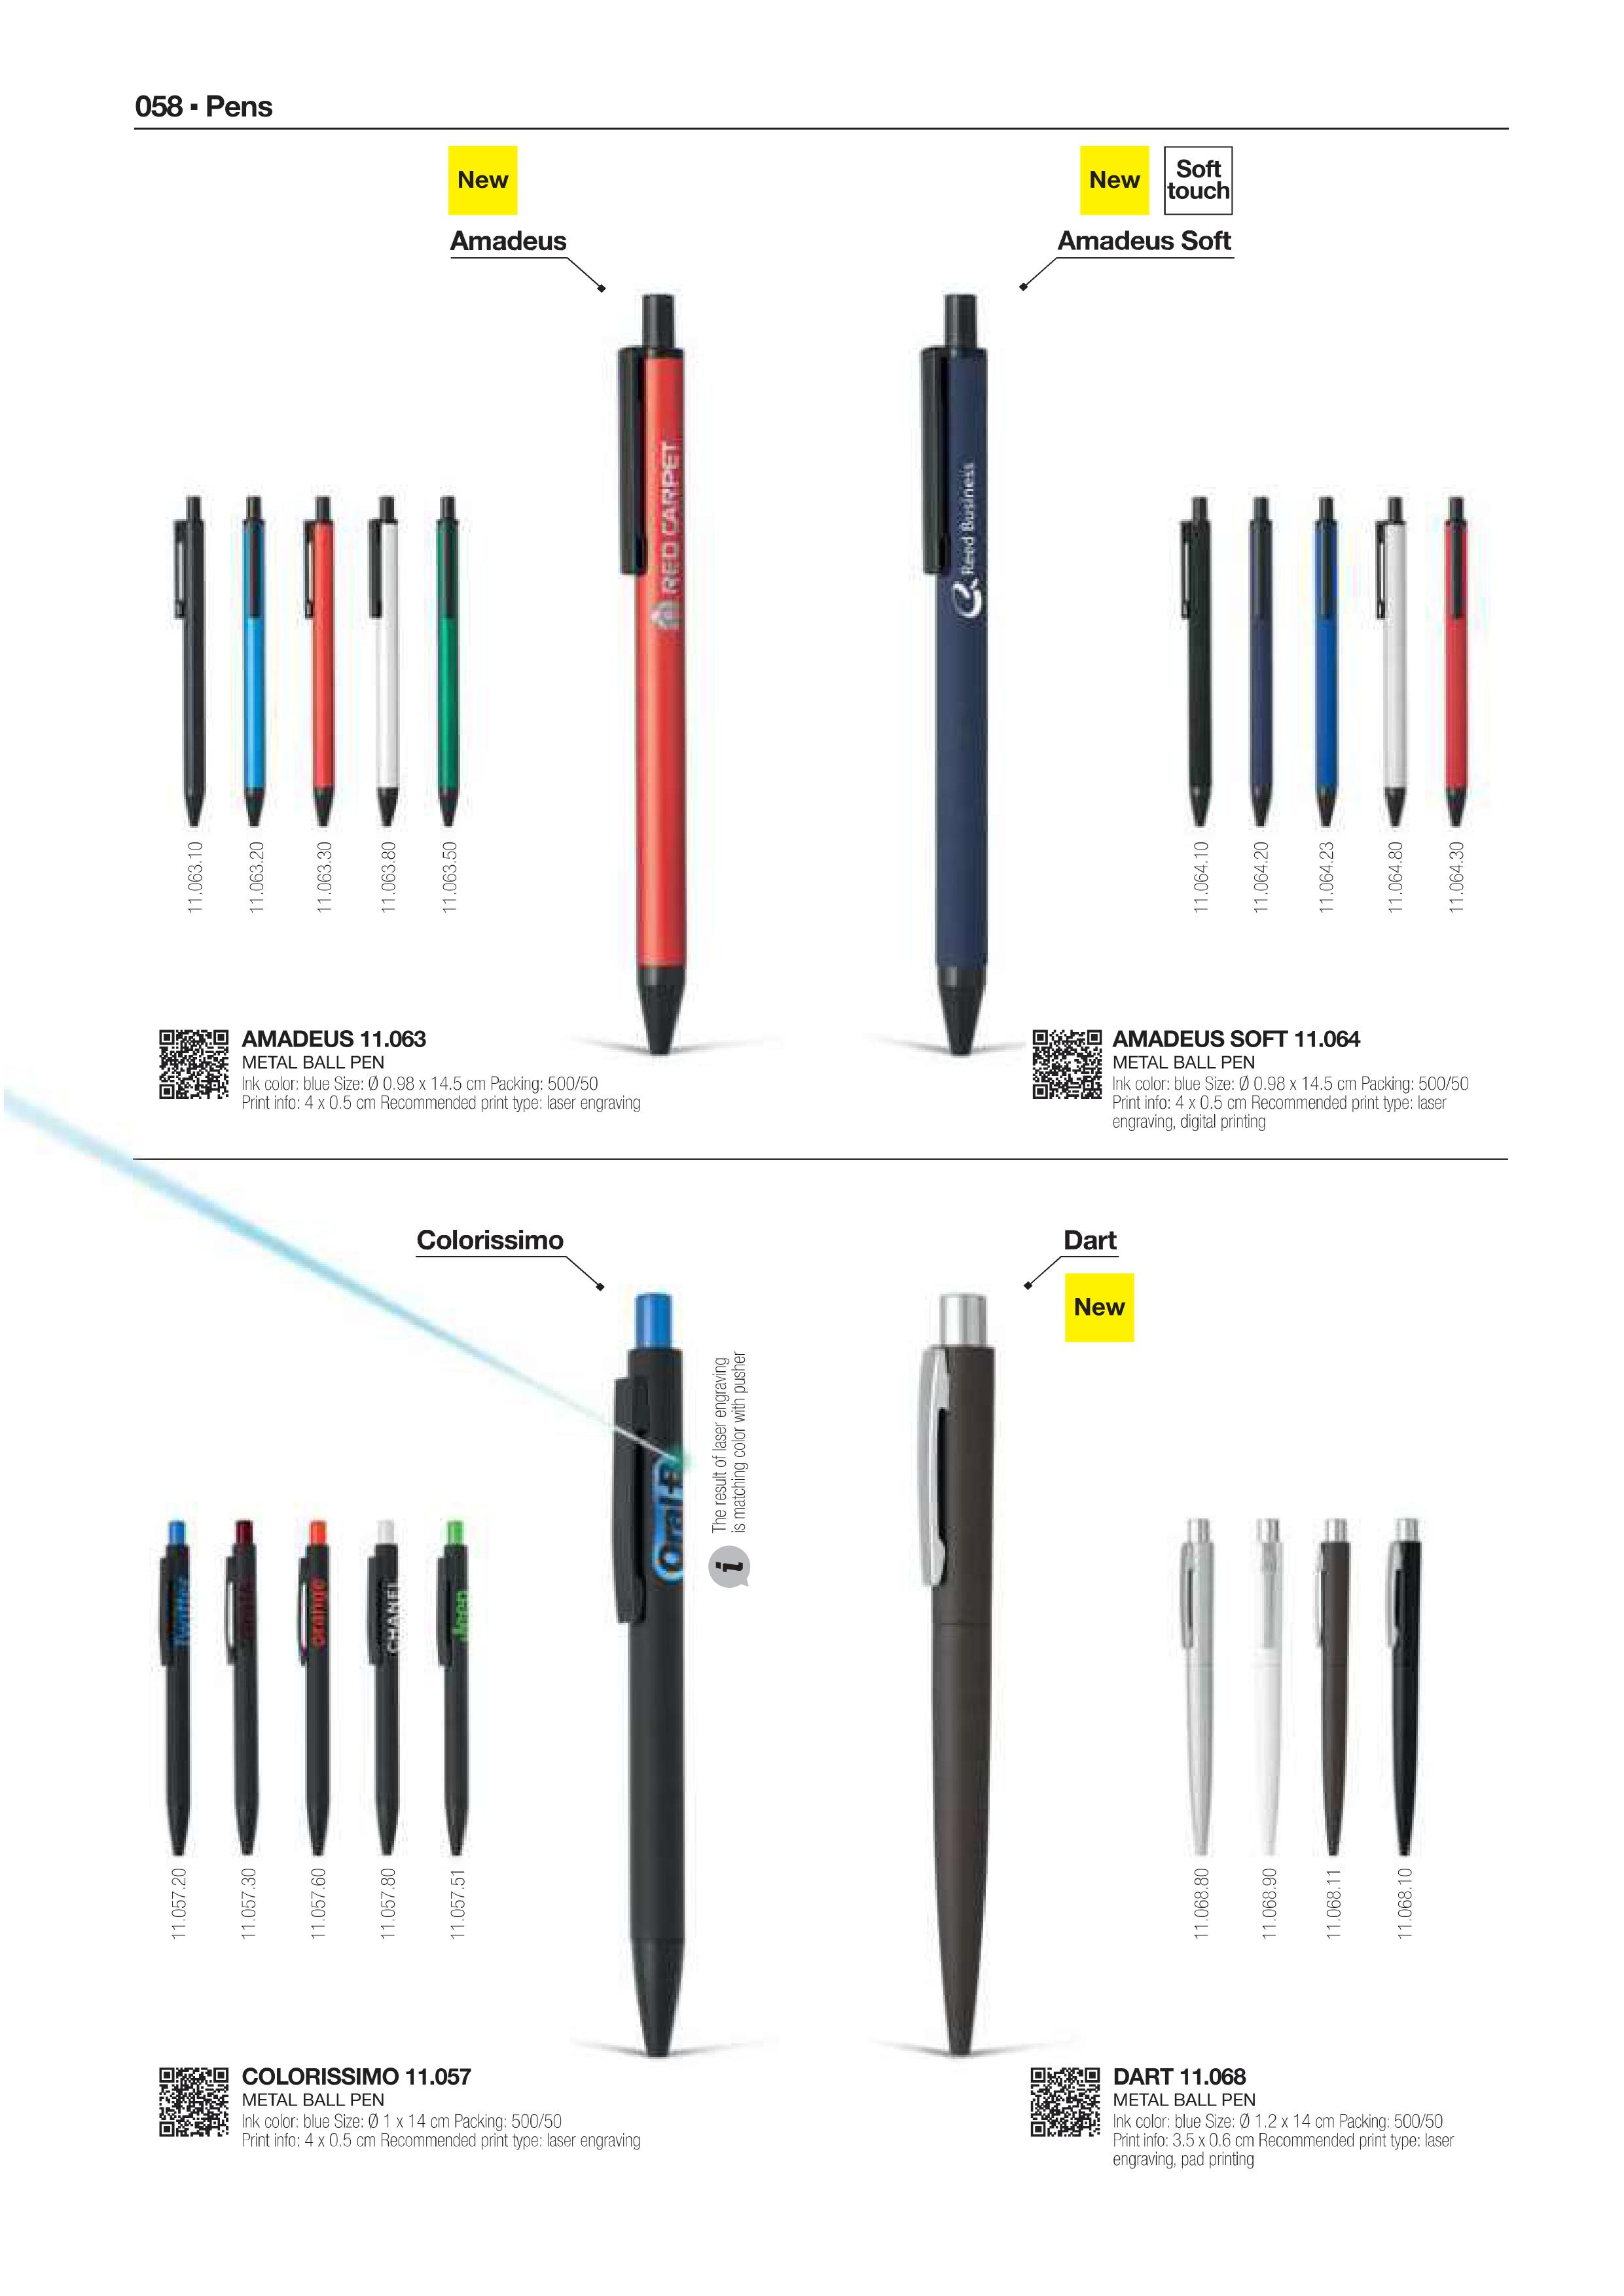 058 ▪ Pens
New
Amadeus
New
Soft
touch
Amadeus Soft
RED CARPET
Reed Business
11.063.10
11.063.20
11.063.30
11.063.80
11.063.50
11.064.10
11.064.20
11.064.23
11.064.80
11.064.30
AMADEUS 11.063
METAL BALL PEN
Ink color: blue Size: Ø 0.98 x 14.5 cm Packing: 500/50
Print info: 4 x 0.5 cm Recommended print type: laser engraving
AMADEUS SOFT 11.064
METAL BALL PEN
Ink color: blue Size: Ø 0.98 x 14.5 cm Packing: 500/50
Print info: 4 x 0.5 cm Recommended print type: laser
engraving, digital printing
Colorissimo
Dart
New
Oral-B
The result of laser engraving
is matching color with pusher
i
twitter
orange
CHANEL
Jeep
11.057.20
11.057.30
11.057.60
11.057.80
11.057.51
11.068.80
11.068.90
11.068.11
11.068.10
COLORISSIMO 11.057
METAL BALL PEN
Ink color: blue Size: Ø 1 x 14 cm Packing: 500/50
Print info: 4 x 0.5 cm Recommended print type: laser engraving
DART 11.068
METAL BALL PEN
Ink color: blue Size: Ø 1.2 x 14 cm Packing: 500/50
Print info: 3.5 x 0.6 cm Recommended print type: laser
engraving, pad printing